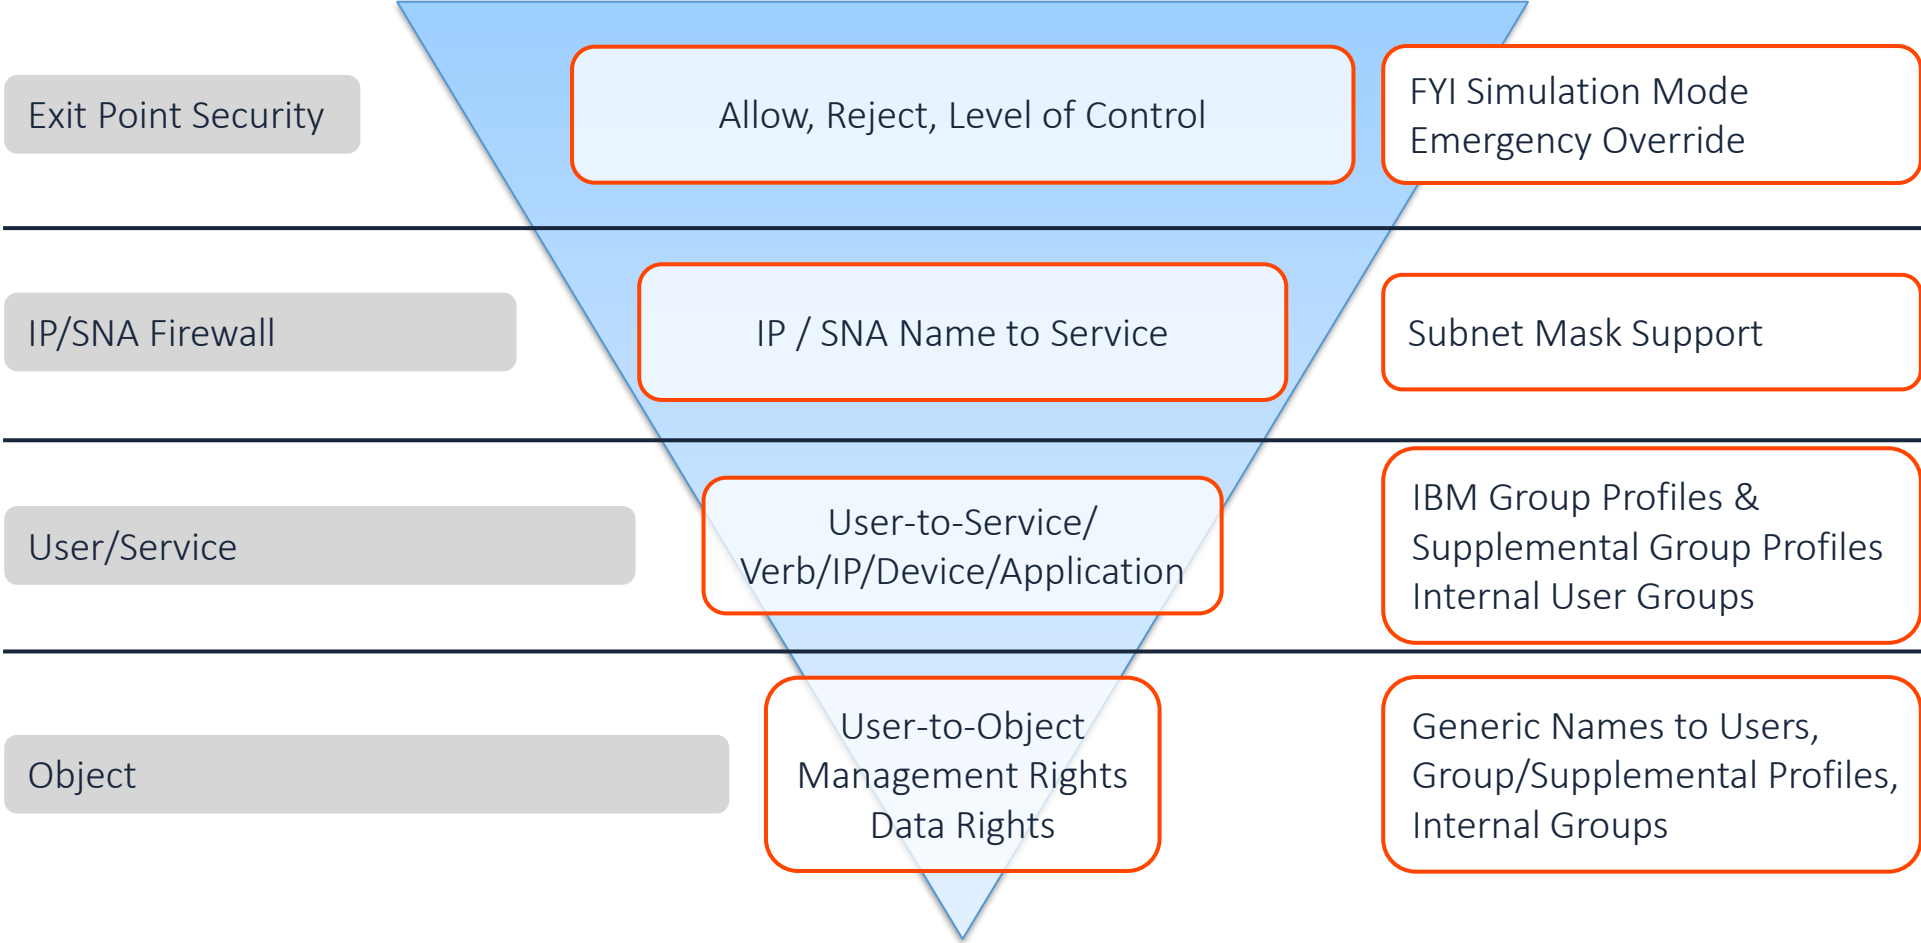 Exit Point Security
Allow, Reject, Level of Control
FYI Simulation Mode
Emergency Override
IP/SNA Firewall
IP / SNA Name to Service
Subnet Mask Support
User/Service
User-to-Service/
Verb/IP/Device/Application
IBM Group Profiles &
Supplemental Group Profiles
Internal User Groups
Object
User-to-Object
Management Rights
Data Rights
Generic Names to Users,
Group/Supplemental Profiles,
Internal Groups